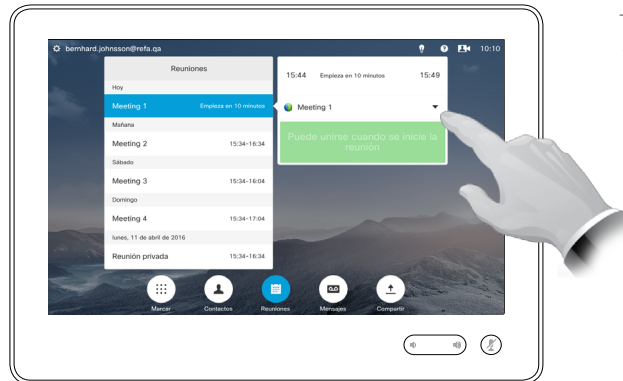 bernhard.johnsson@refa.qa
10:10
Reuniones
Hoy
Meeting 1 Empieza en 10 minutos
Mañana
Meeting 2 15:34-16:34
Sábado
Meeting 3 15:34-16:04
Domingo
Meeting 4 15:34-17:04
lunes, 11 de abril de 2016
Reunión privada 15:34-16:34
15:44 Empieza en 10 minutos 15:49
Meeting 1
Puede unirse cuando se inicie la
reunión
Marcar Contactos Reuniones Mensajes Compartir